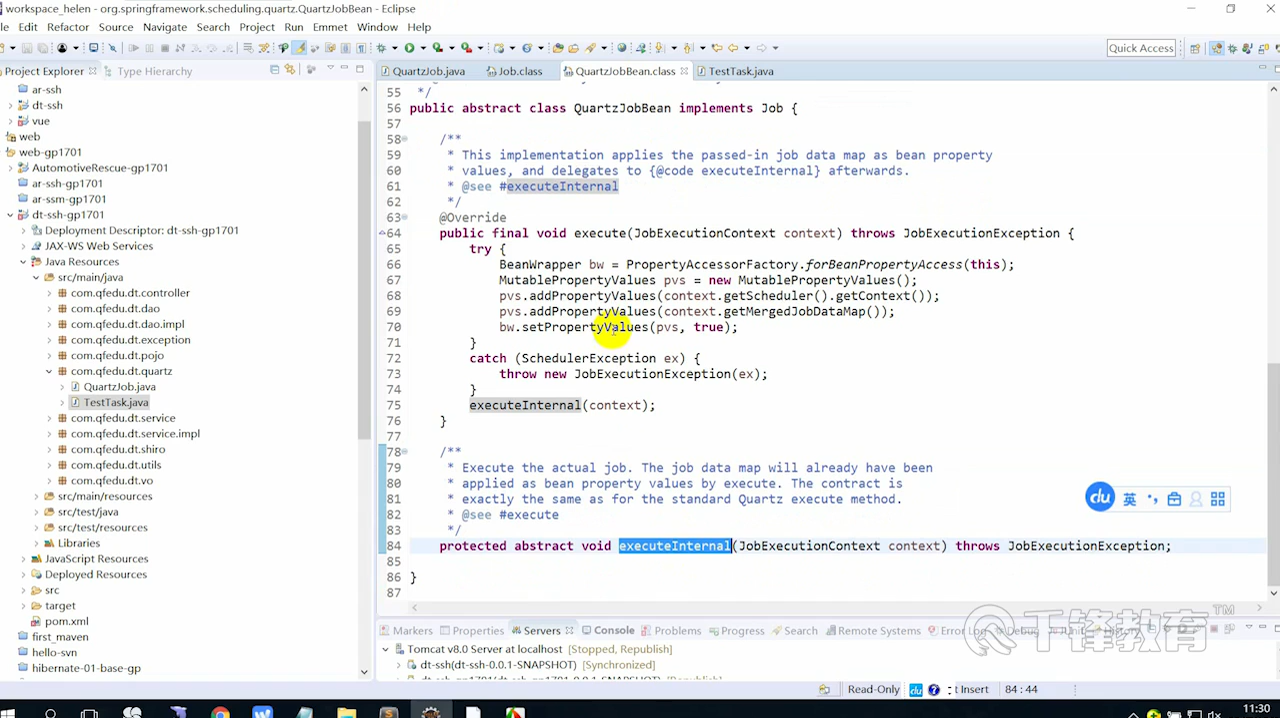 workspace_helen - org.springframework.scheduling.quartz.QuartzJobBean - Eclipse
le Edit Refactor Source Navigate Search Project Run Emmet Window Help
Quick Access
Project Explorer Type Hierarchy
QuartzJob.java Job.class QuartzJobBean.class TestTask.java
ar-ssh
dt-ssh
vue
web
web-gp1701
AutomotiveRescue-gp1701
ar-ssh-gp1701
ar-ssm-gp1701
dt-ssh-gp1701
Deployment Descriptor: dt-ssh-gp1701
JAX-WS Web Services
Java Resources
src/main/java
com.qfedu.dt.controller
com.qfedu.dt.dao
com.qfedu.dt.dao.impl
com.qfedu.dt.exception
com.qfedu.dt.pojo
com.qfedu.dt.quartz
QuartzJob.java
TestTask.java
com.qfedu.dt.service
com.qfedu.dt.service.impl
com.qfedu.dt.shiro
com.qfedu.dt.utils
com.qfedu.dt.vo
src/main/resources
src/test/java
src/test/resources
Libraries
JavaScript Resources
Deployed Resources
src
target
pom.xml
first_maven
hello-svn
hibernate-01-base-gp
55 */
56 public abstract class QuartzJobBean implements Job {
57
58 /**
59 * This implementation applies the passed-in job data map as bean property
60 * values, and delegates to {@code executeInternal} afterwards.
61 * @see #executeInternal
62 */
63 @Override
64 public final void execute(JobExecutionContext context) throws JobExecutionException {
65 try {
66 BeanWrapper bw = PropertyAccessorFactory.forBeanPropertyAccess(this);
67 MutablePropertyValues pvs = new MutablePropertyValues();
68 pvs.addPropertyValues(context.getScheduler().getContext());
69 pvs.addPropertyValues(context.getMergedJobDataMap());
70 bw.setPropertyValues(pvs, true);
71 }
72 catch (SchedulerException ex) {
73 throw new JobExecutionException(ex);
74 }
75 executeInternal(context);
76 }
77
78 /**
79 * Execute the actual job. The job data map will already have been
80 * applied as bean property values by execute. The contract is
81 * exactly the same as for the standard Quartz execute method.
82 * @see #execute
83 */
84 protected abstract void executeInternal(JobExecutionContext context) throws JobExecutionException;
85
86 }
87
du 英
千锋教育 TM
Markers Properties Servers Console Problems Progress Search Remote Systems Error Log Debug
Tomcat v8.0 Server at localhost [Stopped, Republish]
dt-ssh(dt-ssh-0.0.1-SNAPSHOT) [Synchronized]
Read-Only du t Insert 84 : 44
11:30